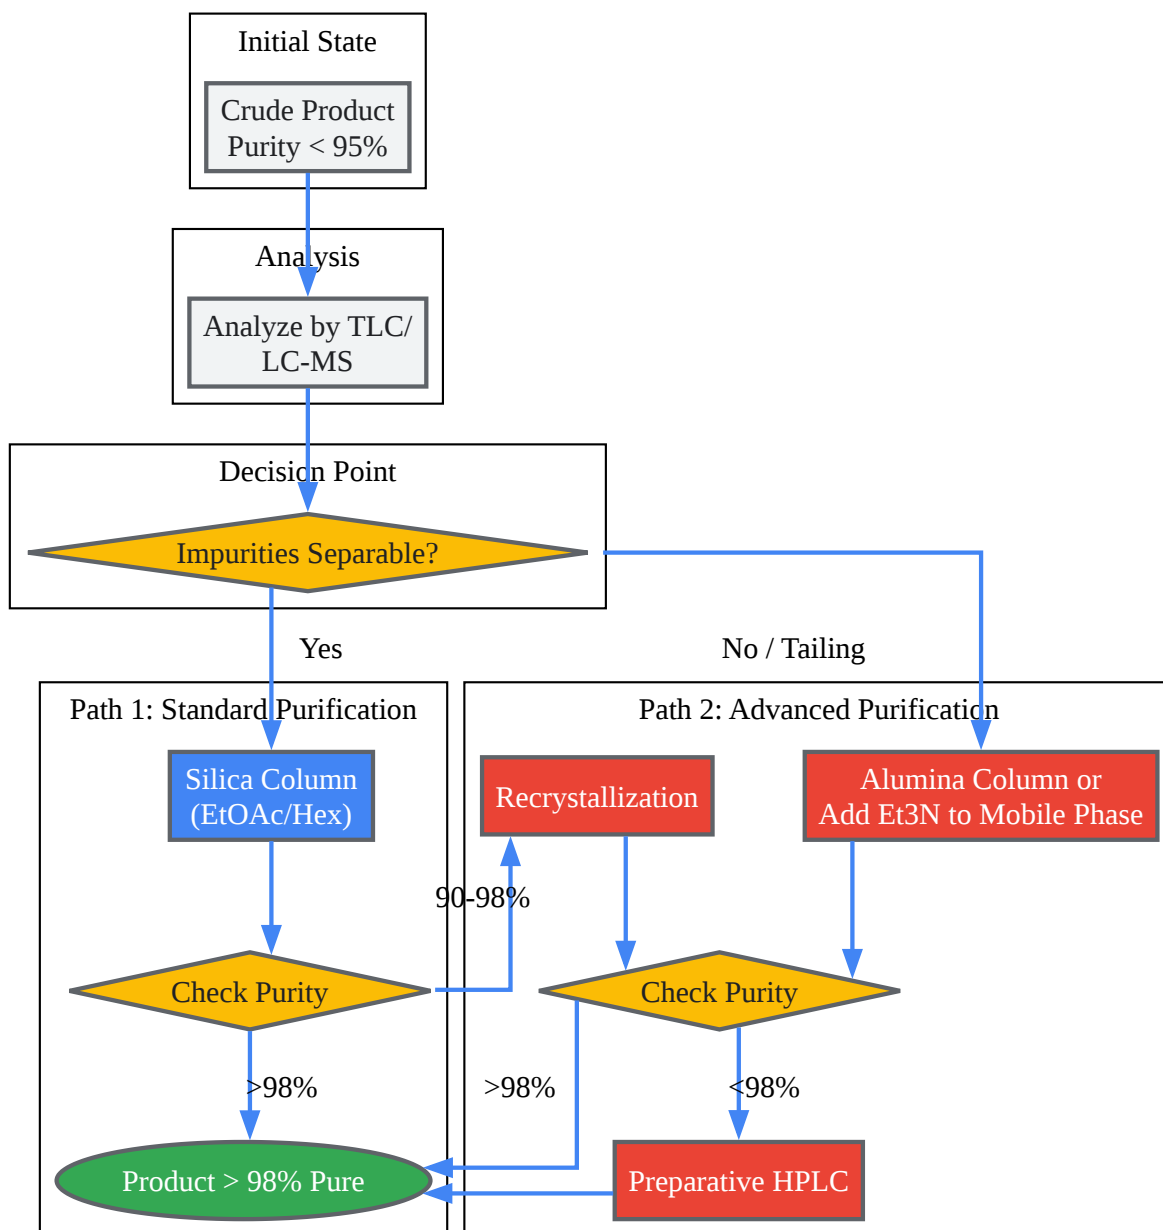 Initial State
Crude Product
Purity < 95%
Analysis
Analyze by TLC/
LC-MS
Decision Point
Impurities Separable?
Yes
No / Tailing
Path 1: Standard Purification
Path 2: Advanced Purification
Silica Column
(EtOAc/Hex)
Recrystallization
Alumina Column or
Add Et3N to Mobile Phase
90-98%
Check Purity
Check Purity
>98%
>98%
<98%
Product > 98% Pure
Preparative HPLC